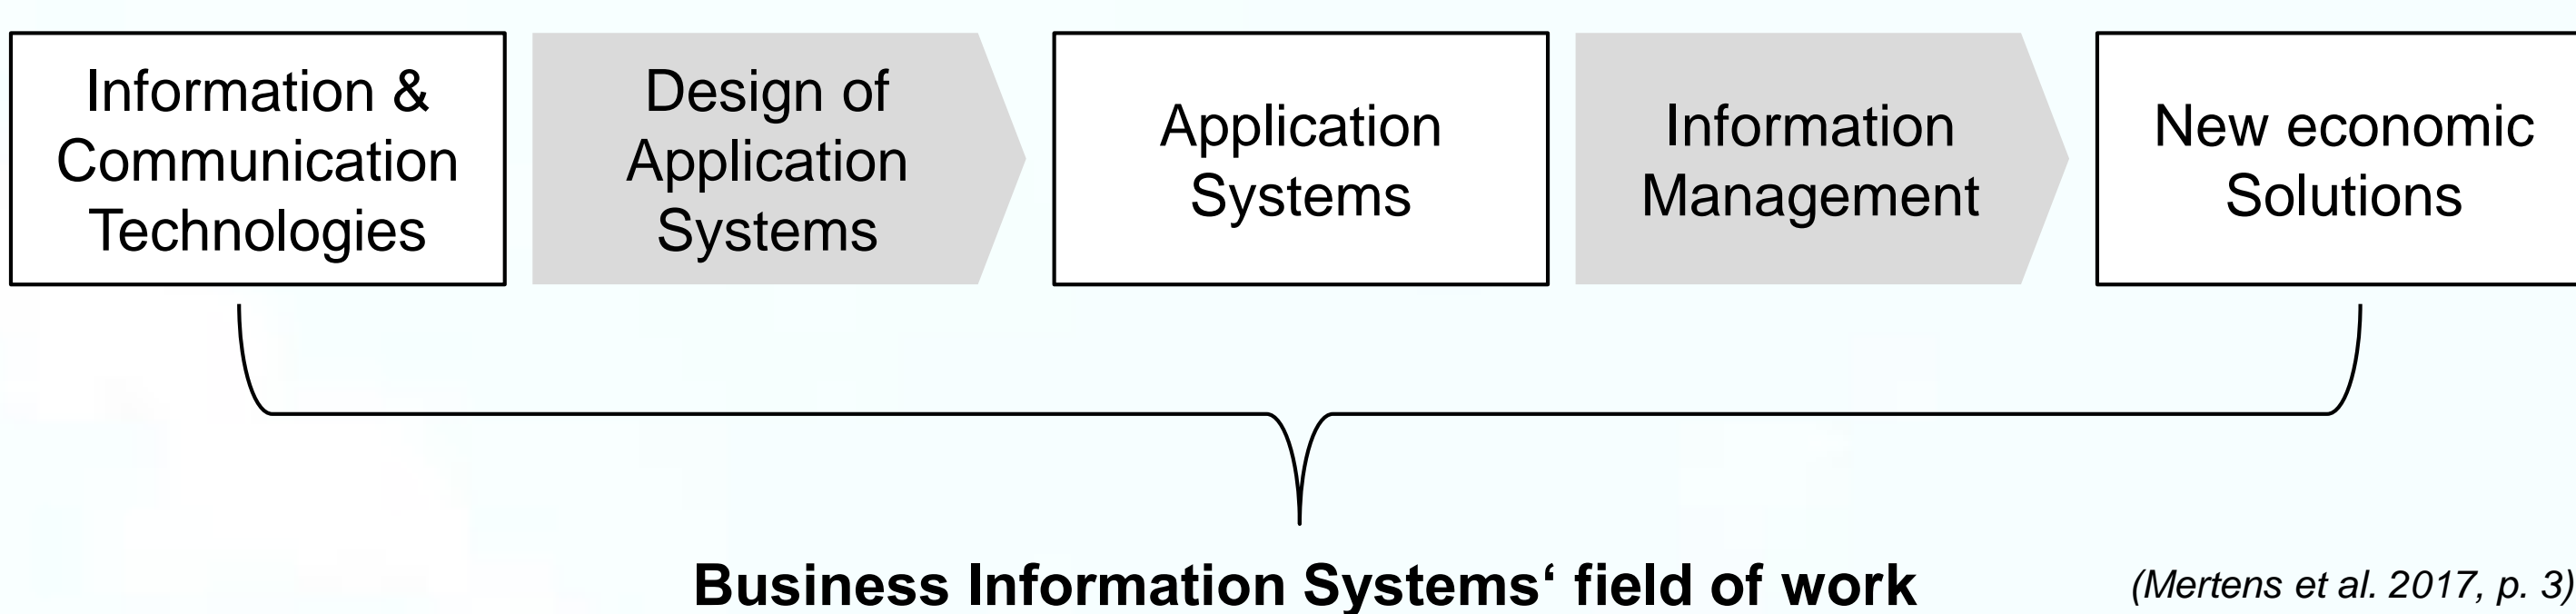 Information &
Communication
Technologies
Design of
Application
Systems
Application
Systems
Information
Management
New economic
Solutions
Business Information Systems‘ field of work
(Mertens et al. 2017, p. 3)